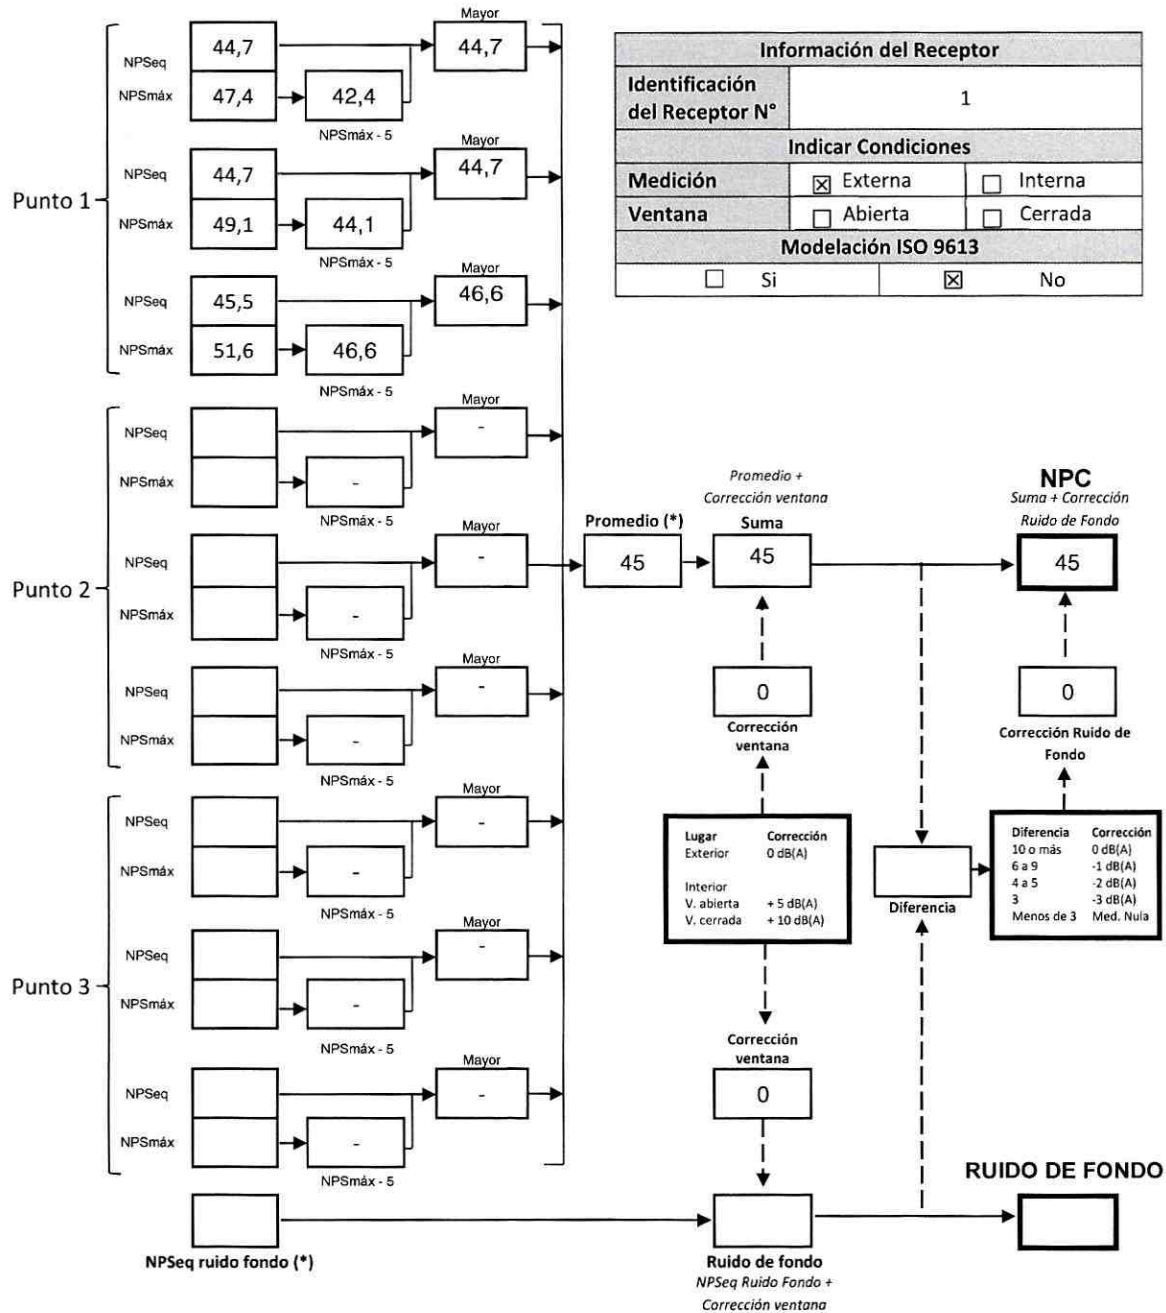 Mayor
NPSeq
44,7
44,7
NPSmáx
47,4
42,4
NPSmáx - 5
Mayor
Punto 1
NPSeq
44,7
44,7
NPSmáx
49,1
44,1
NPSmáx - 5
Mayor
NPSeq
45,5
46,6
NPSmáx
51,6
46,6
NPSmáx - 5
Información del Receptor
Identificación
del Receptor N°
1
Indicar Condiciones
Medición
☒ Externa
☐ Interna
Ventana
☐ Abierta
☐ Cerrada
Modelación ISO 9613
☐ Si
☒ No
Mayor
NPSeq
-
NPSmáx
-
NPSmáx - 5
Mayor
Punto 2
NPSeq
-
NPSmáx
-
NPSmáx - 5
Mayor
NPSeq
-
NPSmáx
-
NPSmáx - 5
Promedio (*)
45
Promedio +
Corrección ventana
Suma
45
NPC
Suma + Corrección
Ruido de Fondo
45
0
Corrección
ventana
0
Corrección Ruido de
Fondo
Mayor
NPSeq
-
NPSmáx
-
NPSmáx - 5
Mayor
Punto 3
NPSeq
-
NPSmáx
-
NPSmáx - 5
Mayor
NPSeq
-
NPSmáx
-
NPSmáx - 5
Lugar Corrección
Exterior 0 dB(A)
Interior
V. abierta + 5 dB(A)
V. cerrada + 10 dB(A)
Diferencia
Diferencia Corrección
10 o más 0 dB(A)
6 a 9 -1 dB(A)
4 a 5 -2 dB(A)
3 -3 dB(A)
Menos de 3 Med. Nula
Corrección
ventana
0
RUIDO DE FONDO
NPSeq ruido fondo (*)
Ruido de fondo
NPSeq Ruido Fondo +
Corrección ventana